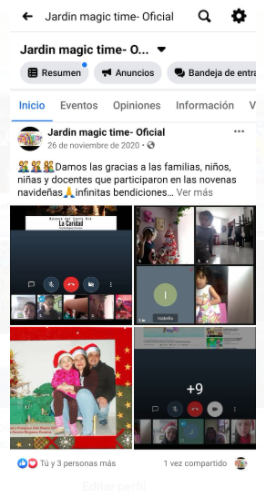 Jardin magic time- Oficial
Jardin magic time- O...
Resumen
Anuncios
Bandeja de entra
Inicio
Eventos
Opiniones
Información
V
Jardin magic time- Oficial
26 de noviembre de 2020
Damos las gracias a las familias, niños,
niñas y docentes que participaron en las novenas
navideñas🙏infinitas bendiciones... Ver más
La Caridad
I
+9
Tú y 3 personas más
1 vez compartido
Editar perfil